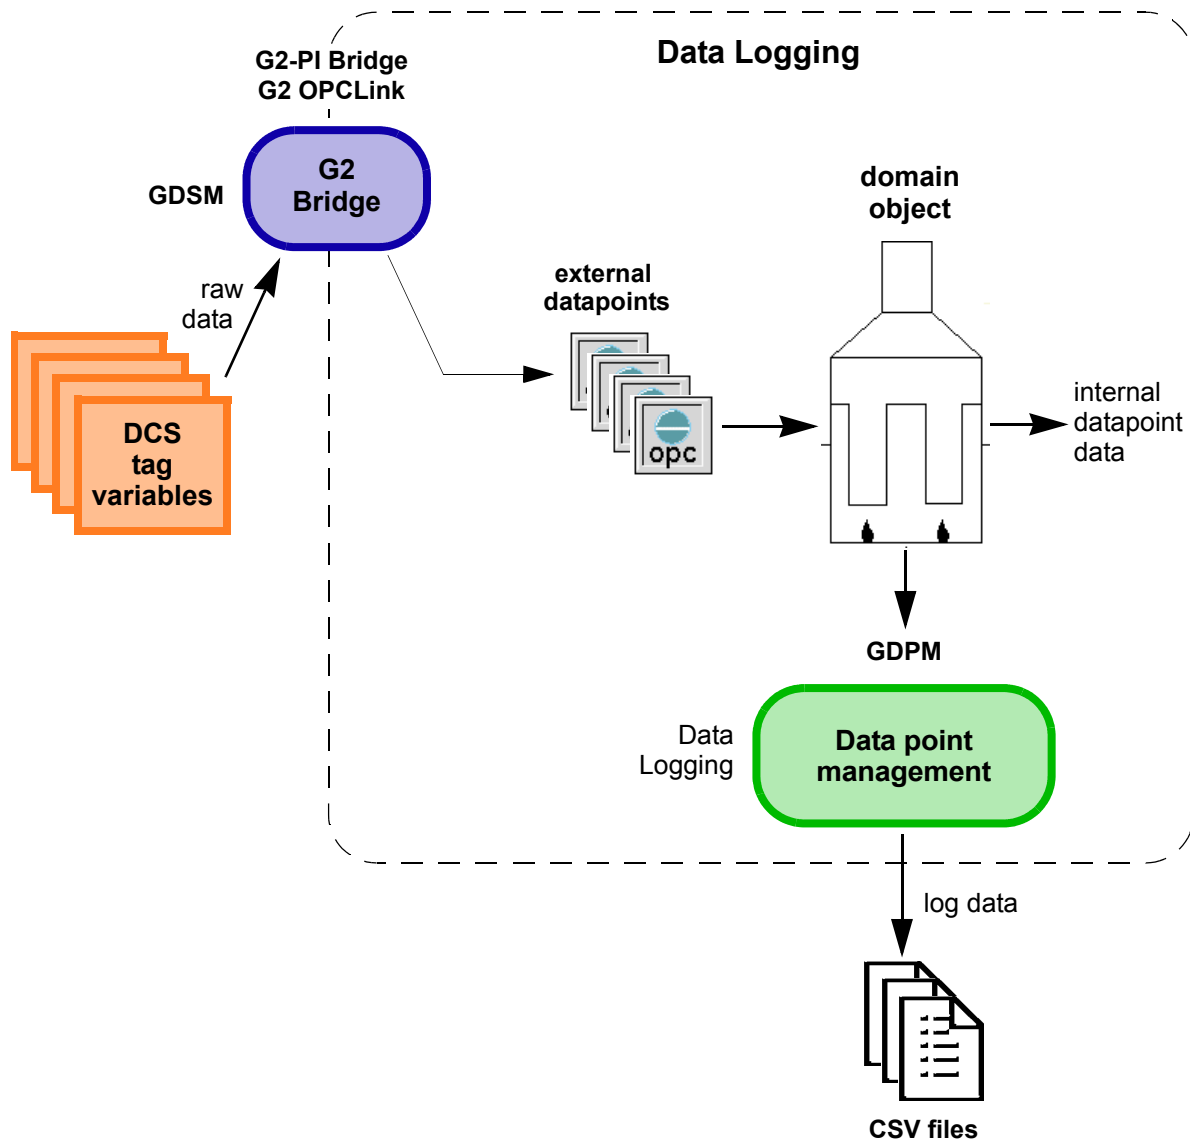 Data Logging
G2-PI Bridge
G2 OPCLink
G2
Bridge
GDSM
raw
data
DCS
tag
variables
external
datapoints
opc
domain
object
internal
datapoint
data
GDPM
Data
Logging
Data point
management
log data
CSV files